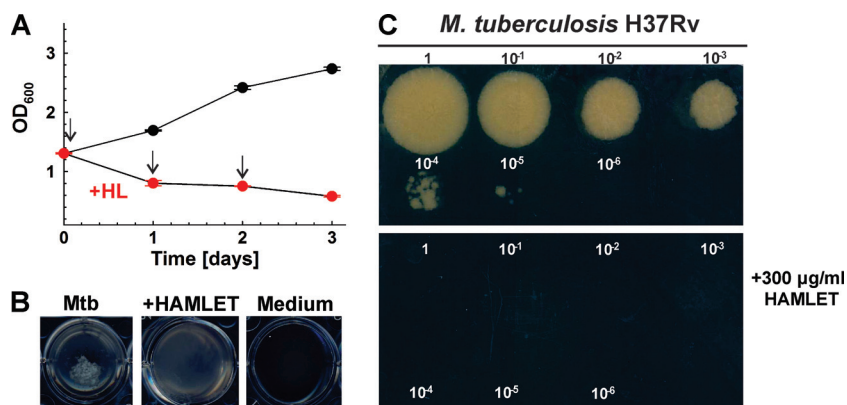 A
OD600
3
2
1
+HL
0
1
2
3
Time [days]
B
Mtb
+HAMLET
Medium
C
M. tuberculosis H37Rv
1
10-1
10-2
10-3
10-4
10-5
10-6
1
10-1
10-2
10-3
+300 µg/ml
HAMLET
10-4
10-5
10-6